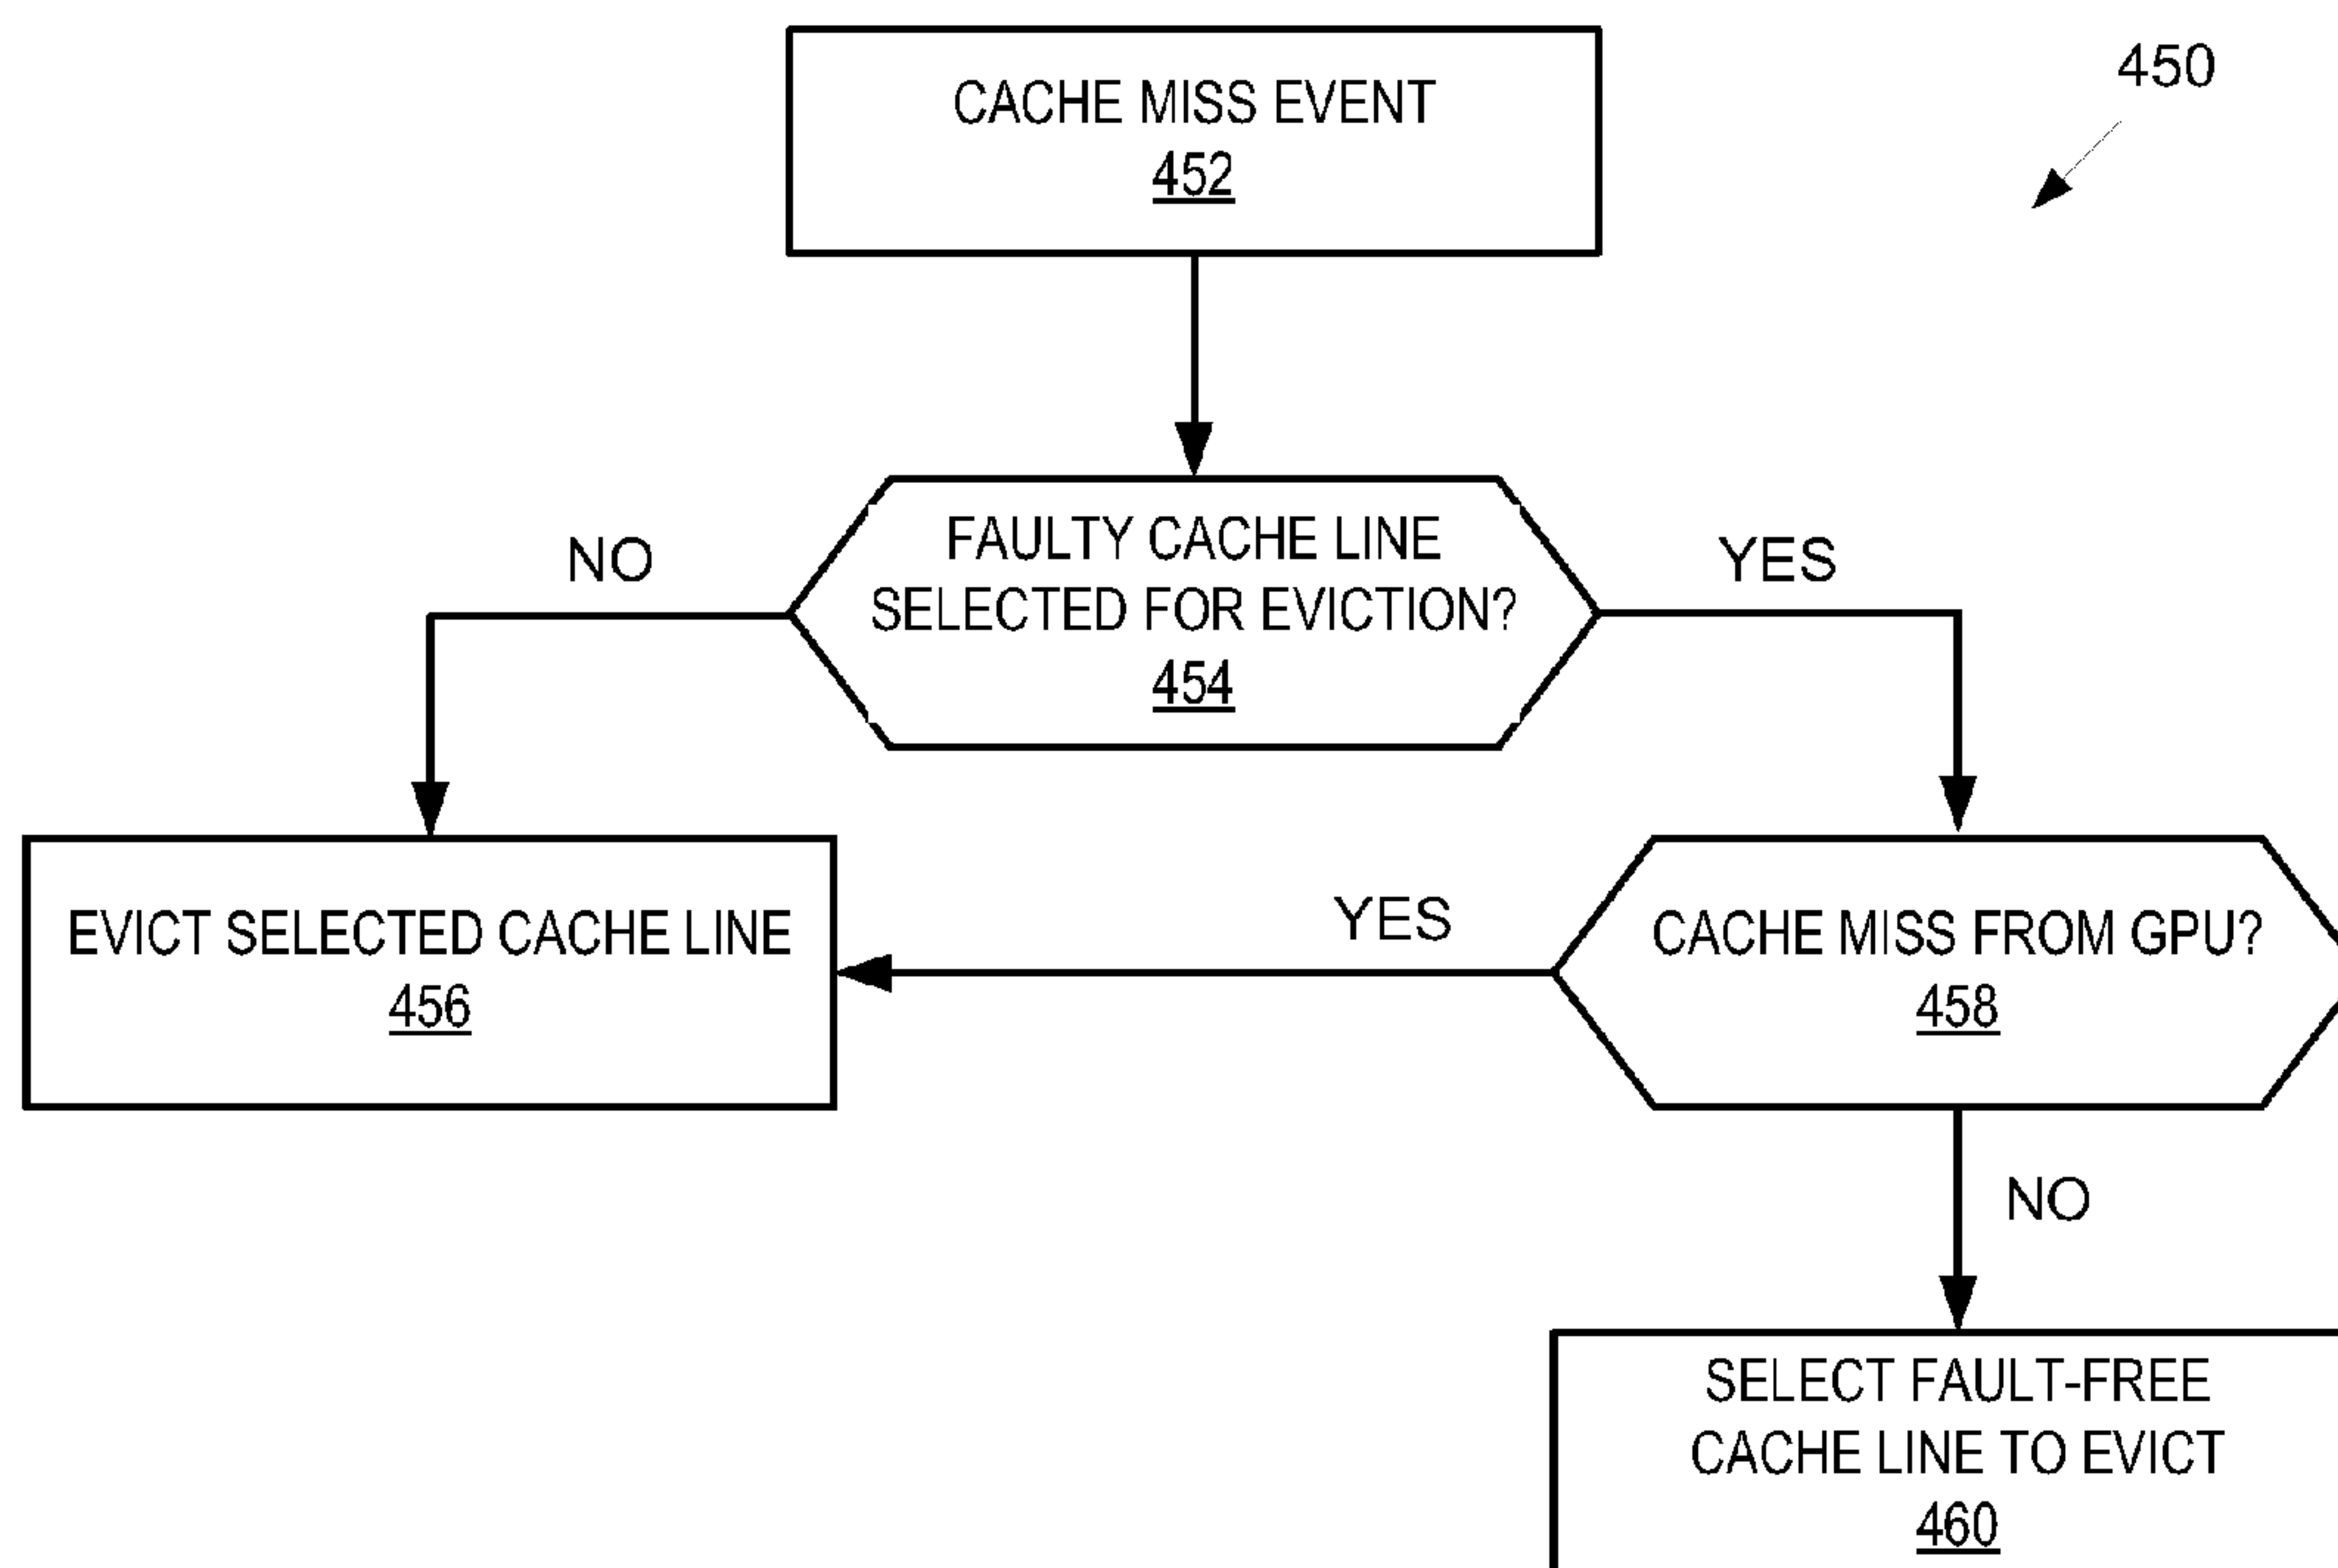 CACHE MISS EVENT
452
450
FAULTY CACHE LINE
SELECTED FOR EVICTION?
454
NO
YES
EVICT SELECTED CACHE LINE
456
YES
CACHE MISS FROM GPU?
458
NO
SELECT FAULT-FREE
CACHE LINE TO EVICT
460